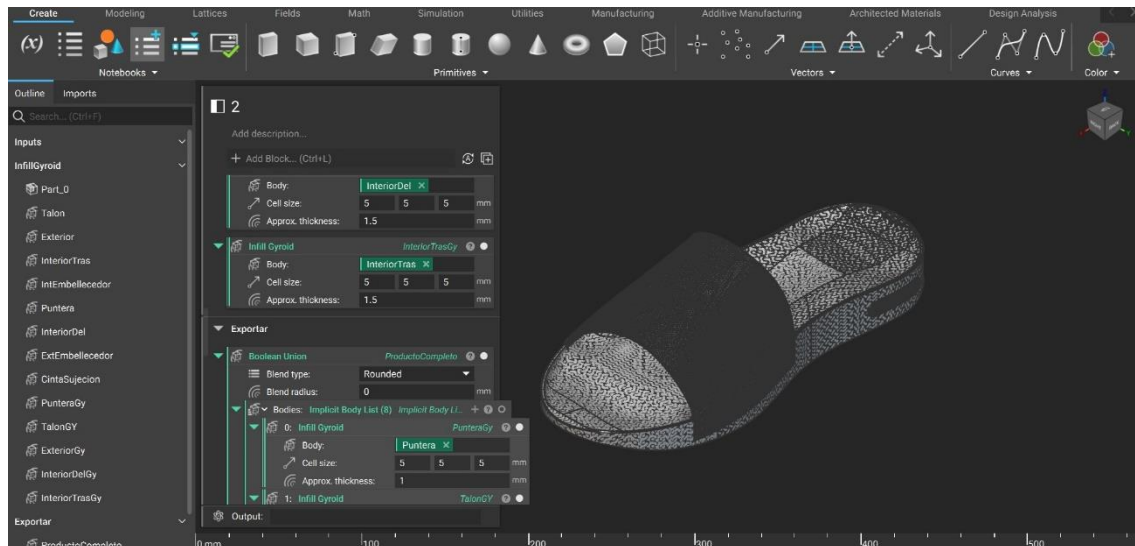 Create Modeling Lattices Fields Math Simulation Utilities Manufacturing Additive Manufacturing Architected Materials Design Analysis
(x)
Notebooks Primitives Vectors Curves Color
Outline Imports
Search... (Ctrl+F)
Inputs
InfillGyroid
Part_0
Talon
Exterior
InteriorTras
IntEmbellecedor
Puntera
InteriorDel
ExtEmbellecedor
CintaSujecion
PunteraGy
TalonGY
ExteriorGy
InteriorDelGy
InteriorTrasGy
Exportar
ProductoCompleto
2
Add description...
+ Add Block... (Ctrl+L)
Body: InteriorDel ×
Cell size: 5 5 5 mm
Approx. thickness: 1.5 mm
Infill Gyroid InteriorTrasGy
Body: InteriorTras ×
Cell size: 5 5 5 mm
Approx. thickness: 1.5 mm
Exportar
Boolean Union ProductoCompleto
Blend type: Rounded
Blend radius: 0 mm
Bodies: Implicit Body List (8) Implicit Body Li...
0: Infill Gyroid PunteraGy
Body: Puntera ×
Cell size: 5 5 5 mm
Approx. thickness: 1 mm
1: Infill Gyroid TalonGY
Output:
0 mm 100 200 300 400 500